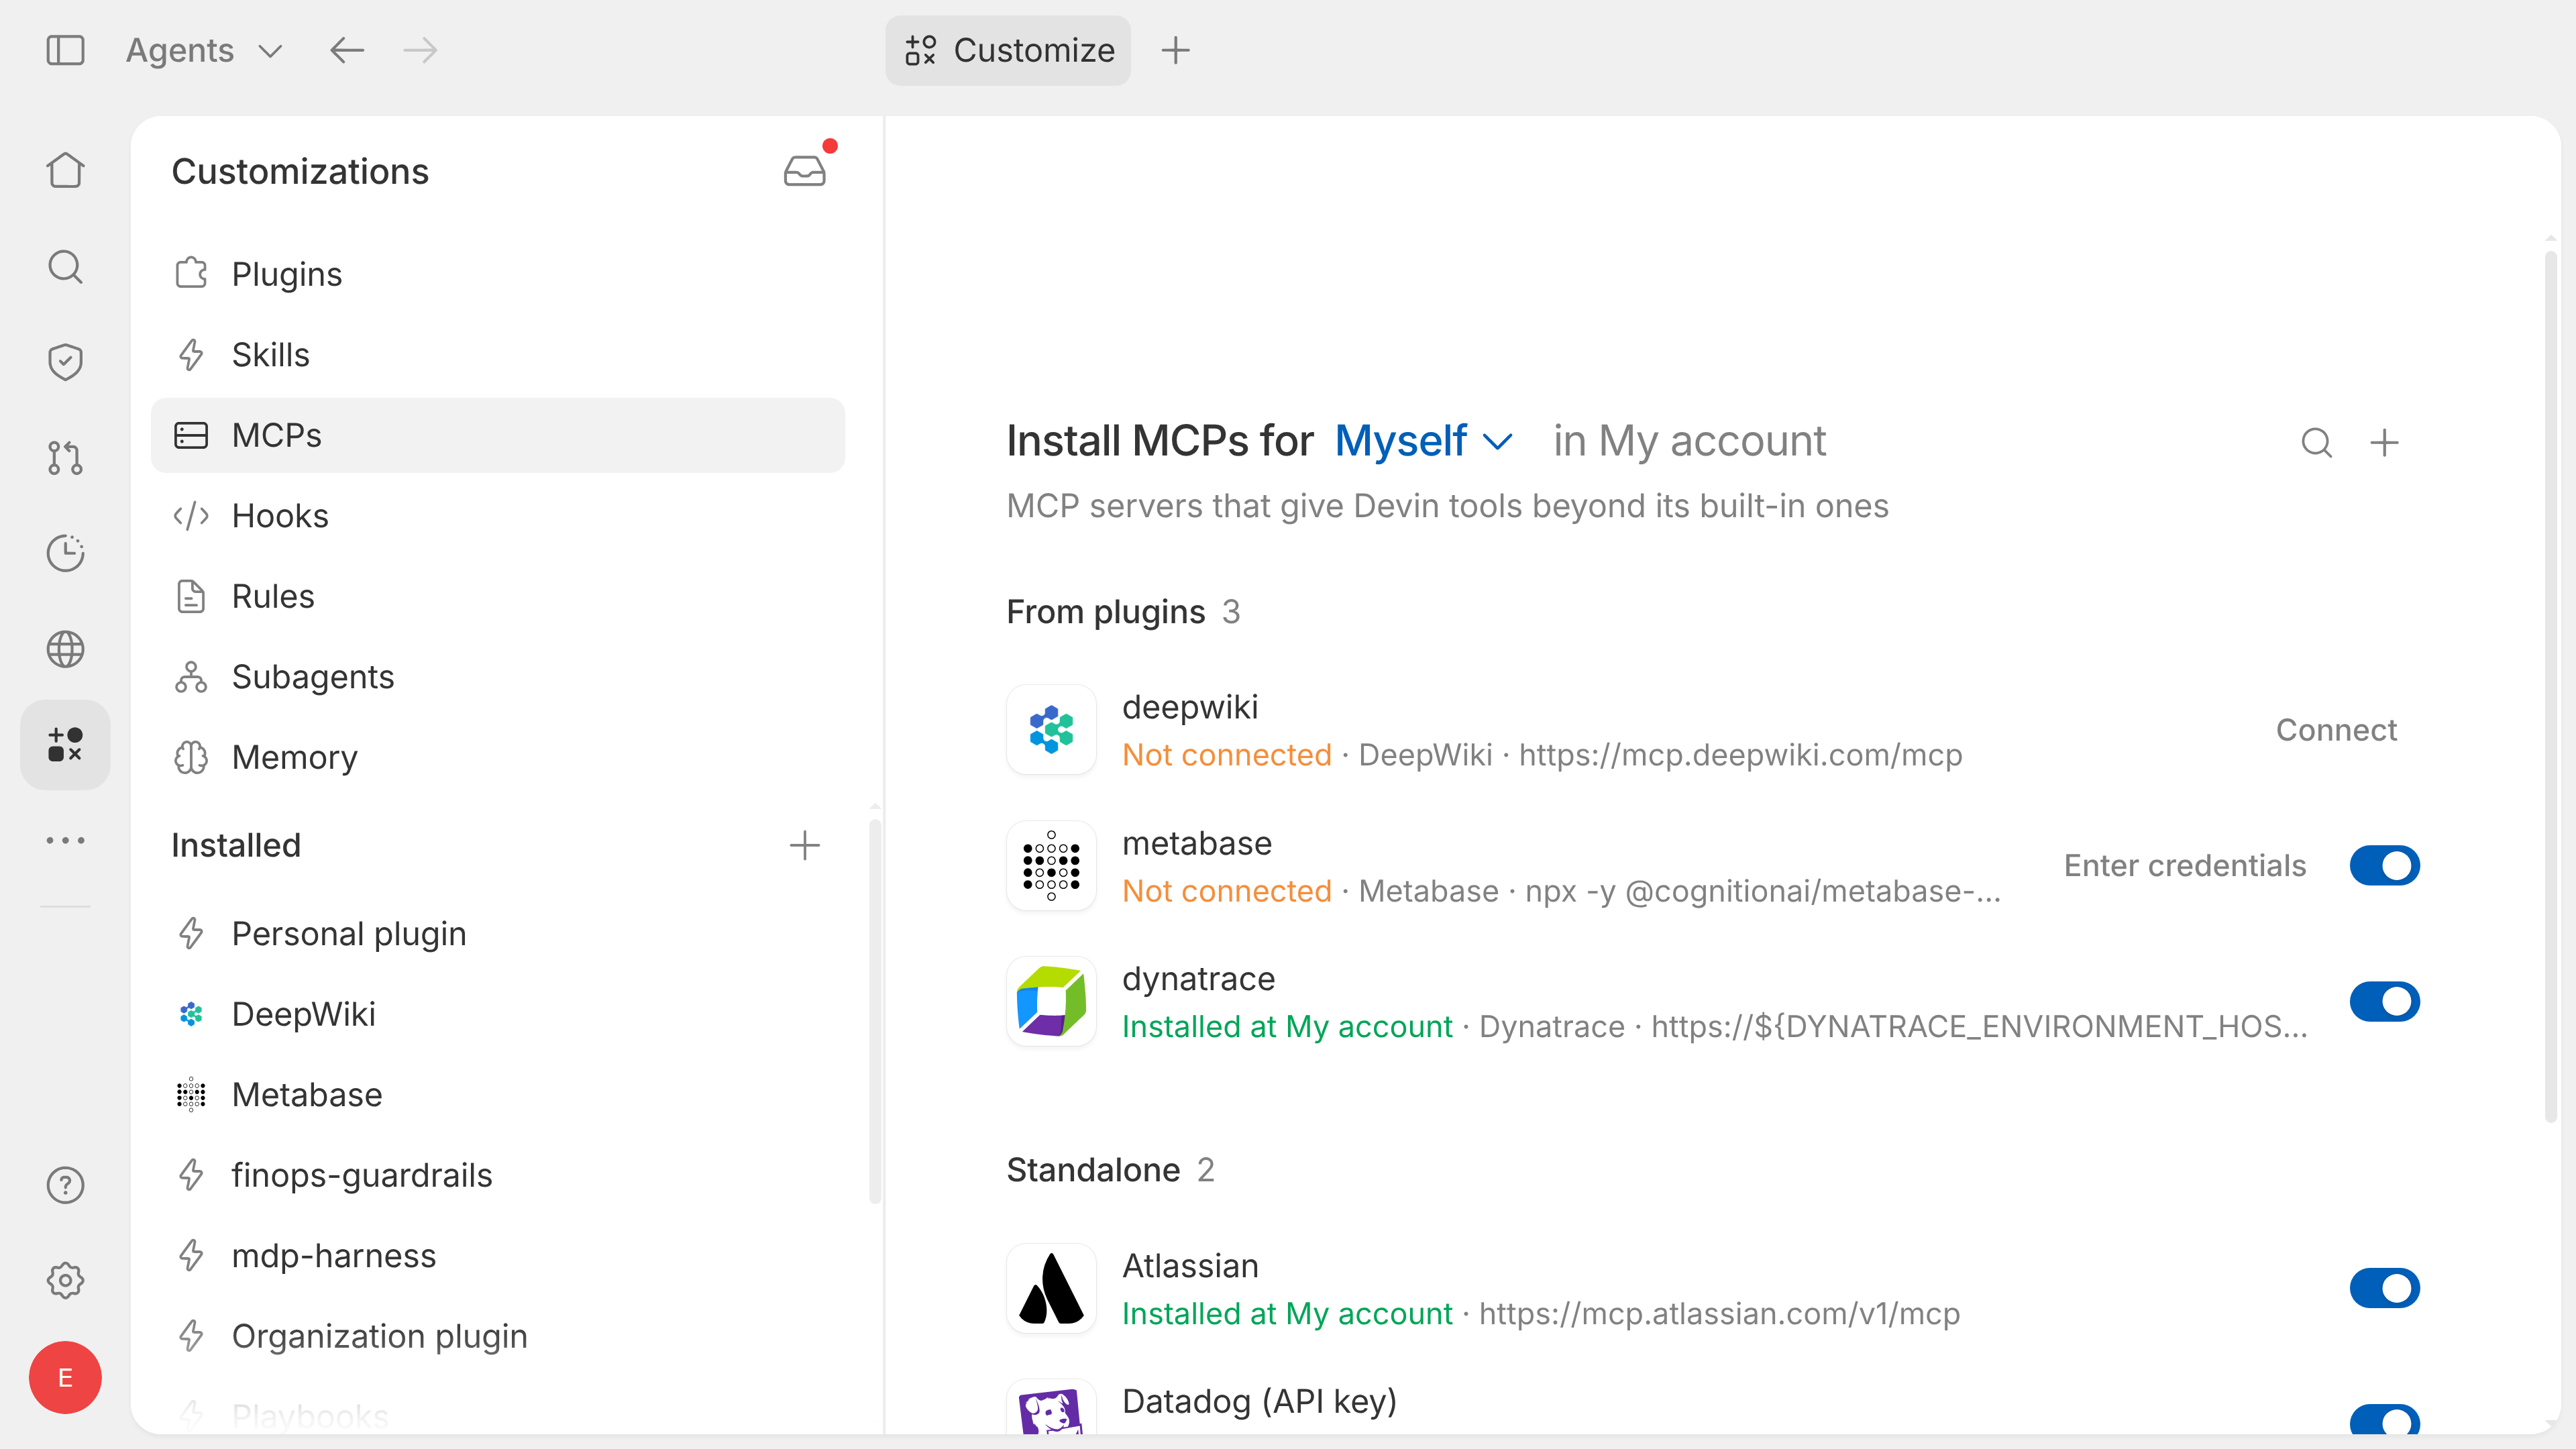 Agents
Customize
Customizations
Plugins
Skills
MCPs
Hooks
Rules
Subagents
Memory
Installed
Personal plugin
DeepWiki
Metabase
finops-guardrails
mdp-harness
Organization plugin
Playbooks
E
Install MCPs for Myself in My account
MCP servers that give Devin tools beyond its built-in ones
From plugins 3
deepwiki
Not connected · DeepWiki · https://mcp.deepwiki.com/mcp
Connect
metabase
Not connected · Metabase · npx -y @cognitionai/metabase-...
Enter credentials
dynatrace
Installed at My account · Dynatrace · https://${DYNATRACE_ENVIRONMENT_HOS...
Standalone 2
Atlassian
Installed at My account · https://mcp.atlassian.com/v1/mcp
Datadog (API key)